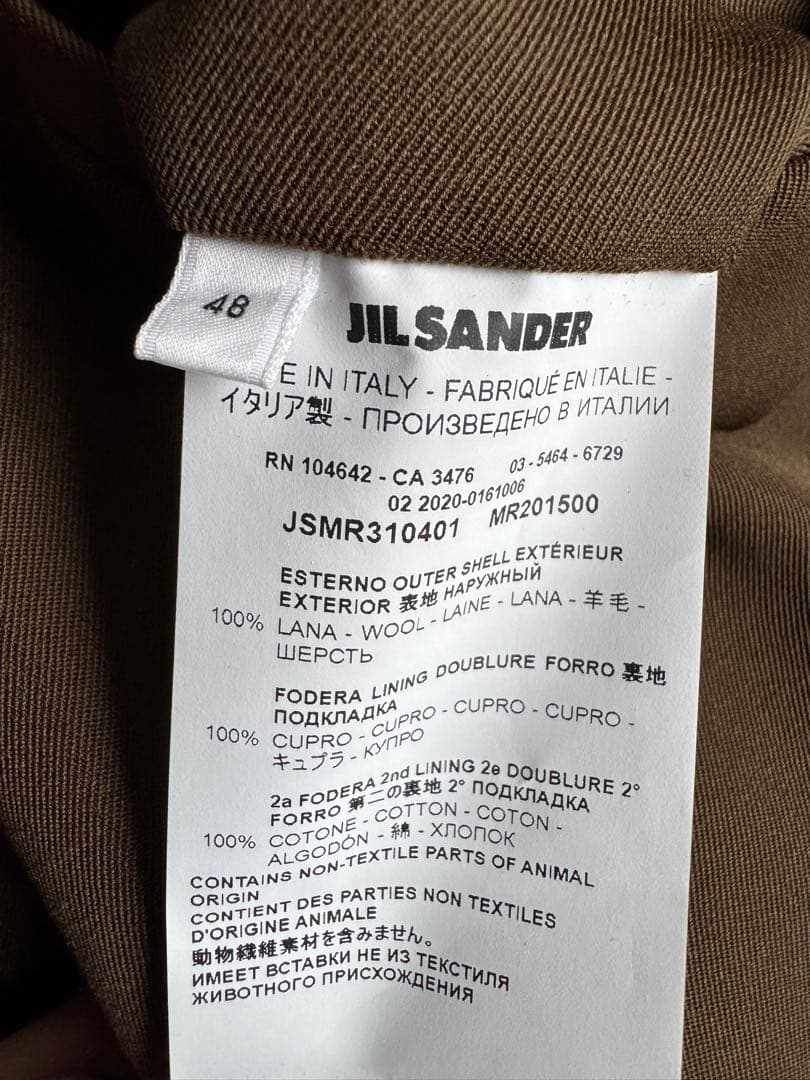 48
JIL SANDER
E IN ITALY - FABRIQUÉ EN ITALIE -
イタリア製 - ПРОИЗВЕДЕНО В ИТАЛИИ
RN 104642 - CA 3476 03-5464-6729
02 2020-0161006
JSMR310401 MR201500
ESTERNO OUTER SHELL EXTÉRIEUR
EXTERIOR 表地 НАРУЖНЫЙ
100% LANA - WOOL - LAINE - LANA - 羊毛 -
ШЕРСТЬ
FODERA LINING DOUBLURE FORRO 裏地
ПОДКЛАДКА
100% CUPRO - CUPRO - CUPRO - CUPRO -
キュプラ - КУПРО
2a FODERA 2nd LINING 2e DOUBLURE 2°
FORRO 第二の裏地 2° ПОДКЛАДКА
100% COTONE - COTTON - COTON -
ALGODÓN - 綿 - ХЛОПОК
CONTAINS NON-TEXTILE PARTS OF ANIMAL
ORIGIN
CONTIENT DES PARTIES NON TEXTILES
D'ORIGINE ANIMALE
動物繊維素材を含みません。
ИМЕЕТ ВСТАВКИ НЕ ИЗ ТЕКСТИЛЯ
ЖИВОТНОГО ПРИСХОЖДЕНИЯ